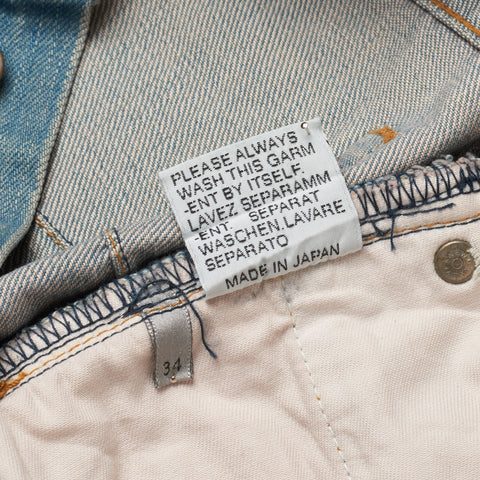 PLEASE ALWAYS
WASH THIS GARM
-ENT BY ITSELF.
LAVEZ SEPARAMM
-ENT. SEPARAT
WASCHEN.LAVARE
SEPARATO
MADE IN JAPAN
34